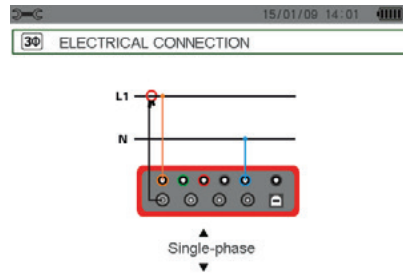 15/01/09 14:01
3Φ ELECTRICAL CONNECTION
L1
N
Single-phase